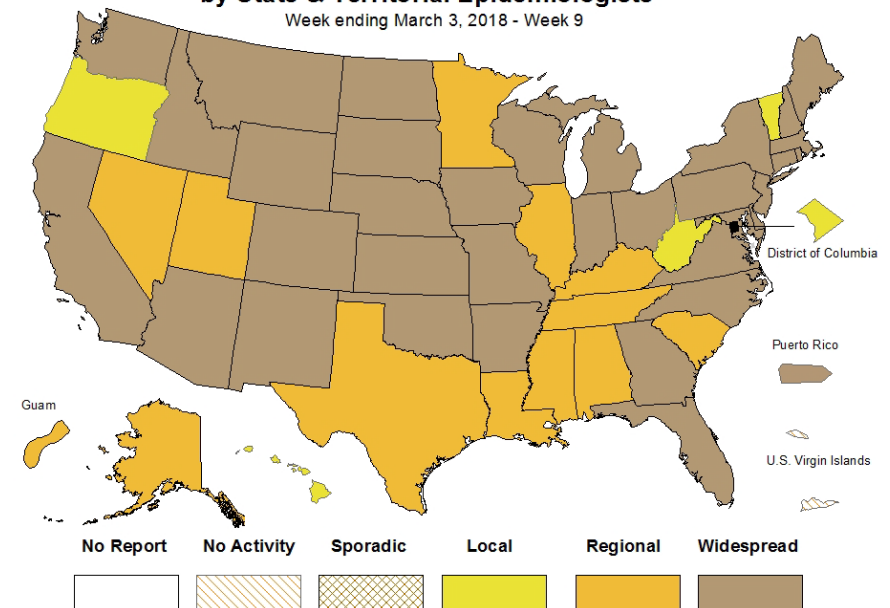 by State & Territorial Epidemiologists
Week ending March 3, 2018 - Week 9
District of Columbia
Puerto Rico
Guam
U.S. Virgin Islands
No Report No Activity Sporadic Local Regional Widespread